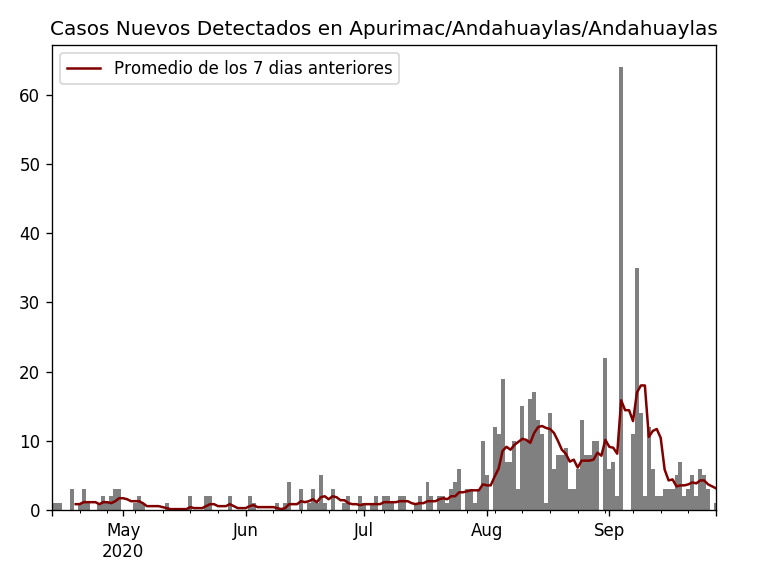 Casos Nuevos Detectados en Apurimac/Andahuaylas/Andahuaylas
Promedio de los 7 dias anteriores
60
50
40
30
20
10
0
May Jun Jul Aug Sep
2020